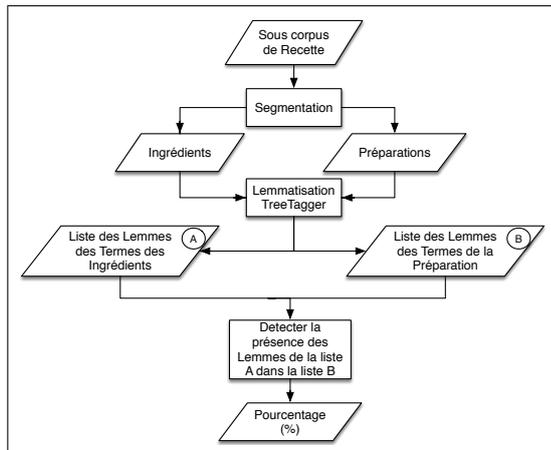 Sous corpus
de Recette
Segmentation
Ingrédients
Préparations
Lemmatisation
TreeTagger
Liste des Lemmes
des Termes des
Ingrédients
A
Liste des Lemmes
des Termes de la
Préparation
B
Detecter la
présence des
Lemmes de la liste
A dans la liste B
Pourcentage
(%)